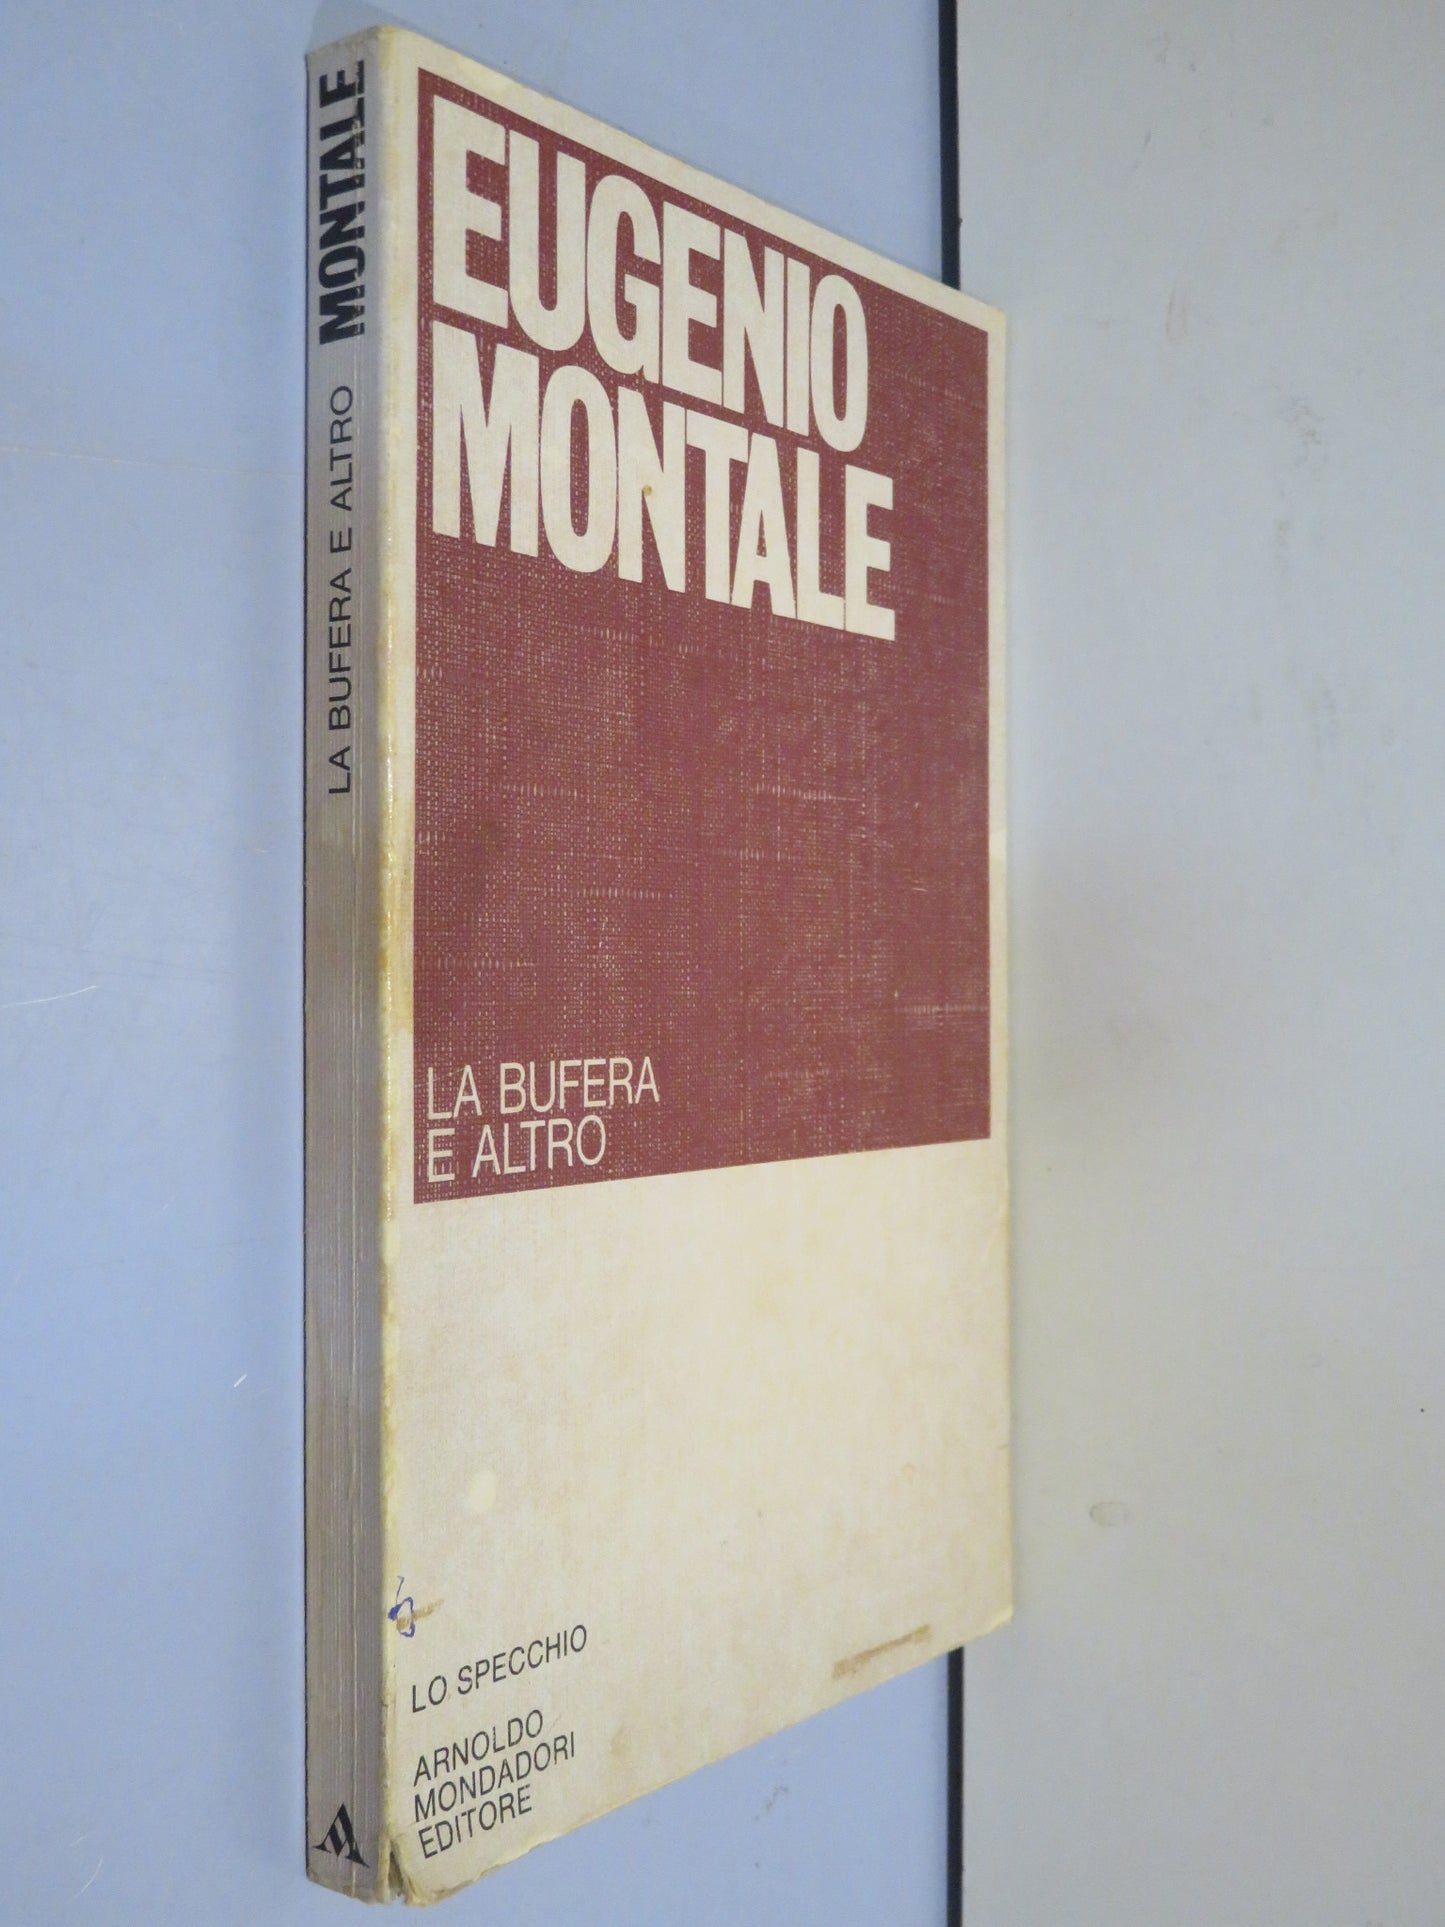 MONTALE
LA BUFERA E ALTRO
EUGENIO
MONTALE
LA BUFERA
E ALTRO
LO SPECCHIO
ARNOLDO
MONDADORI
EDITORE